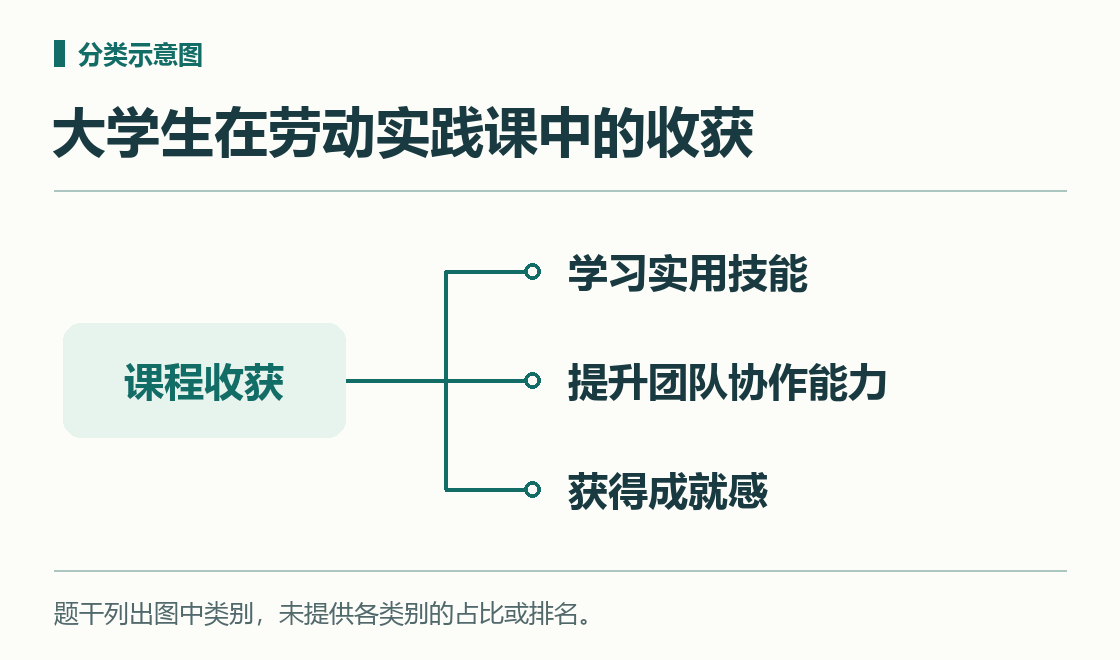 分类示意图
大学生在劳动实践课中的收获
学习实用技能
课程收获
提升团队协作能力
获得成就感
题干列出图中类别，未提供各类别的占比或排名。